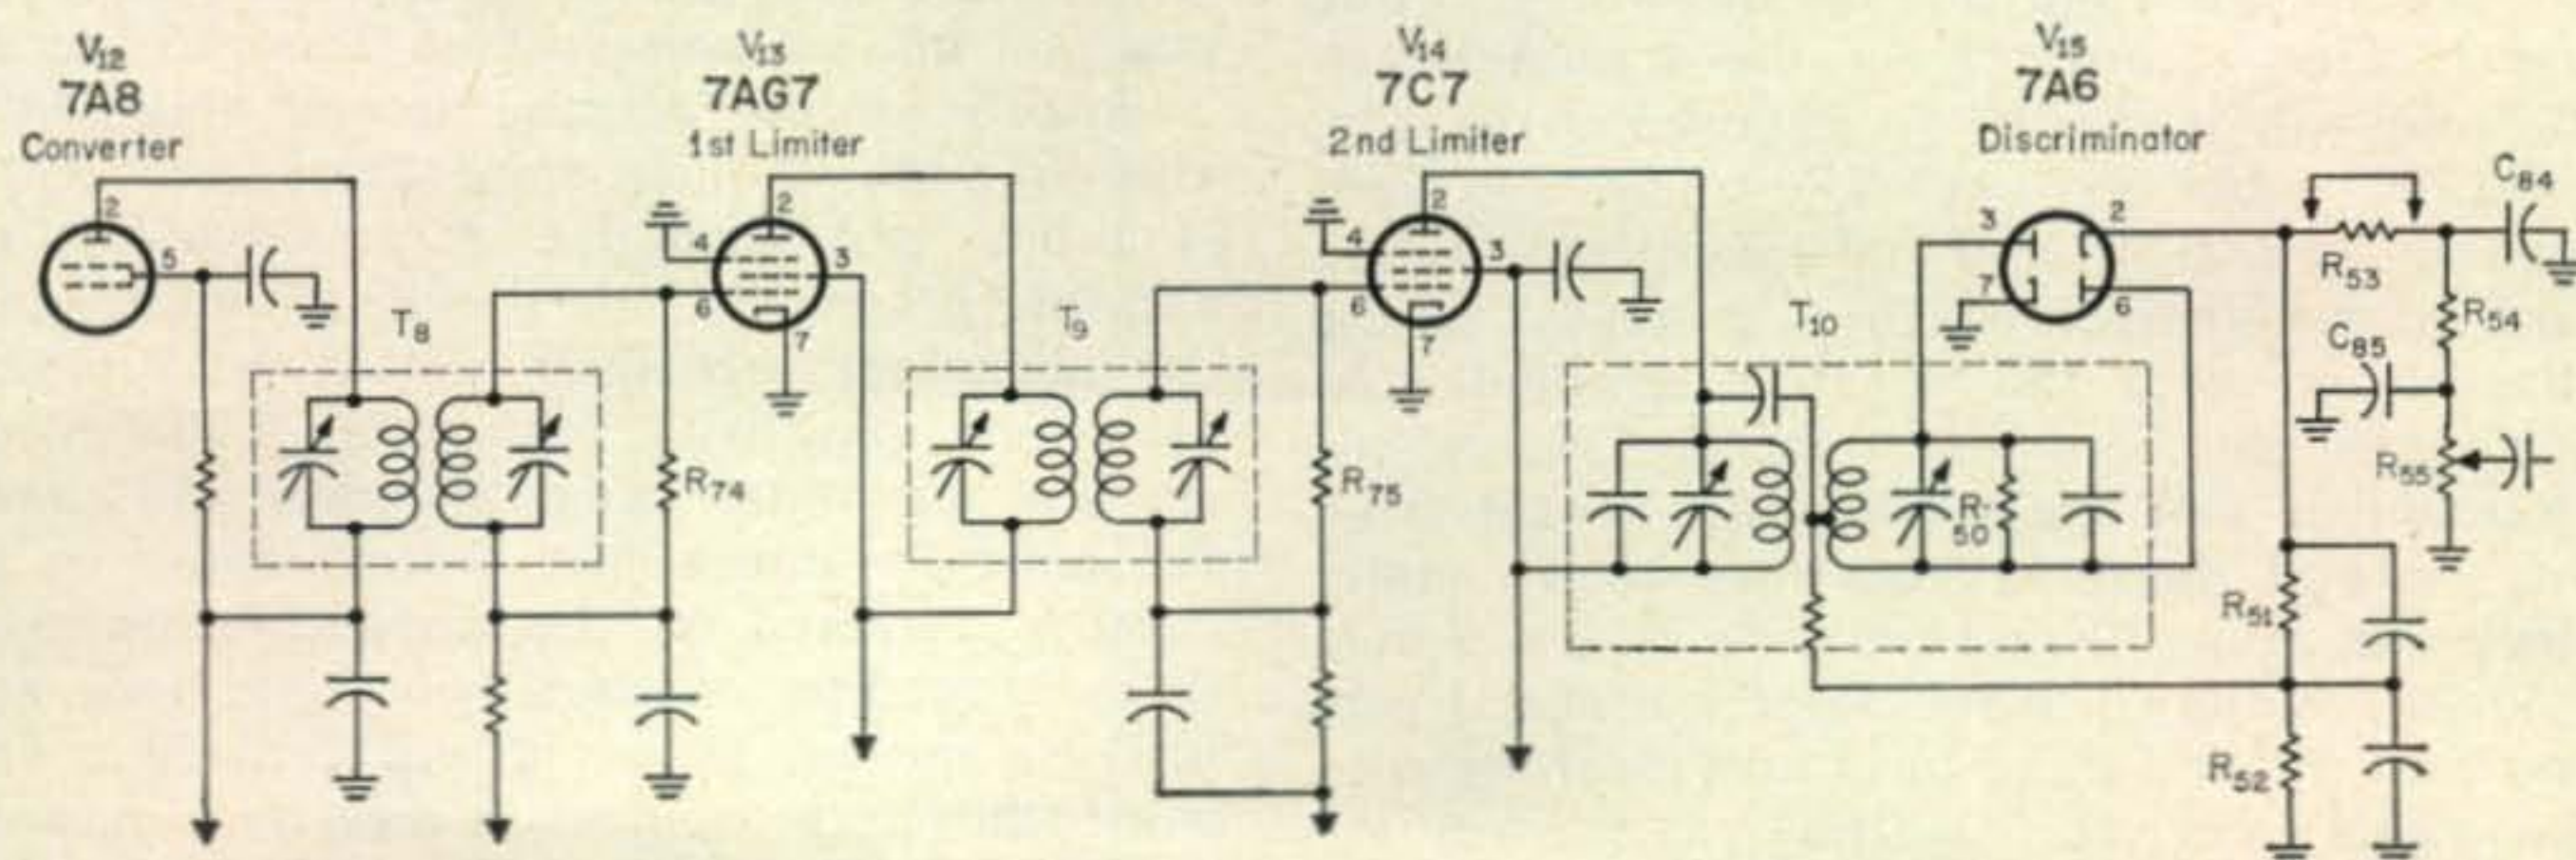 V12
7A8
Converter
V13
7AG7
1st Limiter
V14
7C7
2nd Limiter
V15
7A6
Discriminator
2
5
T8
R74
2
4
3
6
7
T9
R75
2
4
3
6
7
T10
R-
50
3
2
7
6
R53
C84
R54
C85
R55
R51
R52